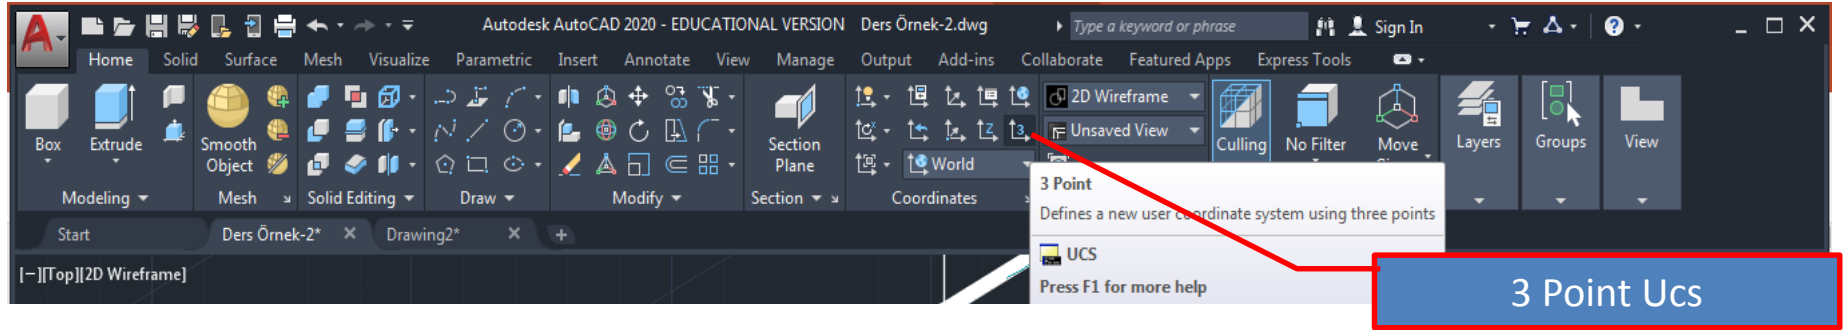 Autodesk AutoCAD 2020 - EDUCATIONAL VERSION Ders Örnek-2.dwg Type a keyword or phrase Sign In
Home Solid Surface Mesh Visualize Parametric Insert Annotate View Manage Output Add-ins Collaborate Featured Apps Express Tools
2D Wireframe
Unsaved View
Box Extrude Smooth Object Section Plane World Culling No Filter Move Layers Groups View
Modeling Mesh Solid Editing Draw Modify Section Coordinates
3 Point
Defines a new user coordinate system using three points
UCS
Press F1 for more help
Start Ders Örnek-2* Drawing2*
[−][Top][2D Wireframe]
3 Point Ucs